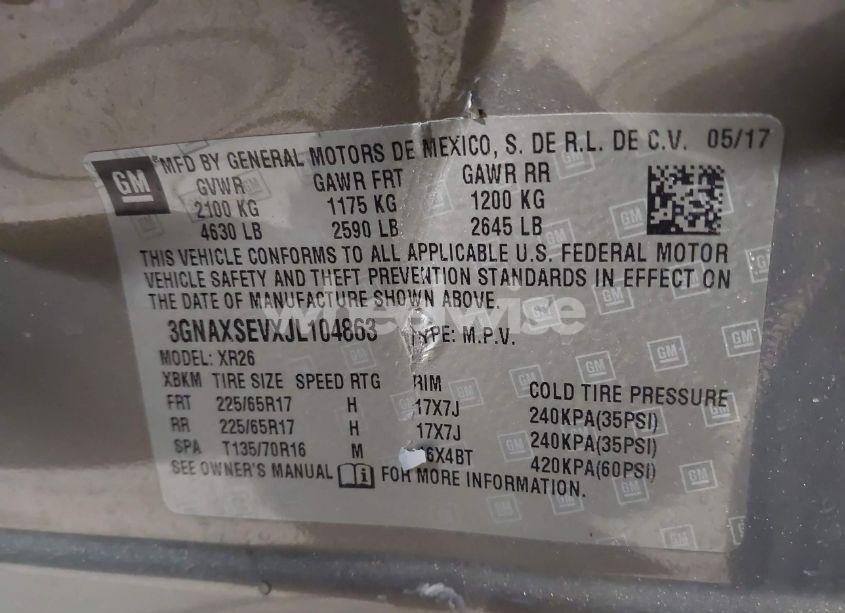 GM
MFD BY GENERAL MOTORS DE MEXICO, S. DE R.L. DE C.V. 05/17
GVWR GAWR FRT GAWR RR
2100 KG 1175 KG 1200 KG
4630 LB 2590 LB 2645 LB
THIS VEHICLE CONFORMS TO ALL APPLICABLE U.S. FEDERAL MOTOR
VEHICLE SAFETY AND THEFT PREVENTION STANDARDS IN EFFECT ON
THE DATE OF MANUFACTURE SHOWN ABOVE.
wheelwise
3GNAXSEVXJL104863 TYPE: M.P.V.
MODEL: XR26
XBKM TIRE SIZE SPEED RTG RIM COLD TIRE PRESSURE
FRT 225/65R17 H 17X7J 240KPA(35PSI)
RR 225/65R17 H 17X7J 240KPA(35PSI)
SPA T135/70R16 M 16X4BT 420KPA(60PSI)
SEE OWNER'S MANUAL FOR MORE INFORMATION.